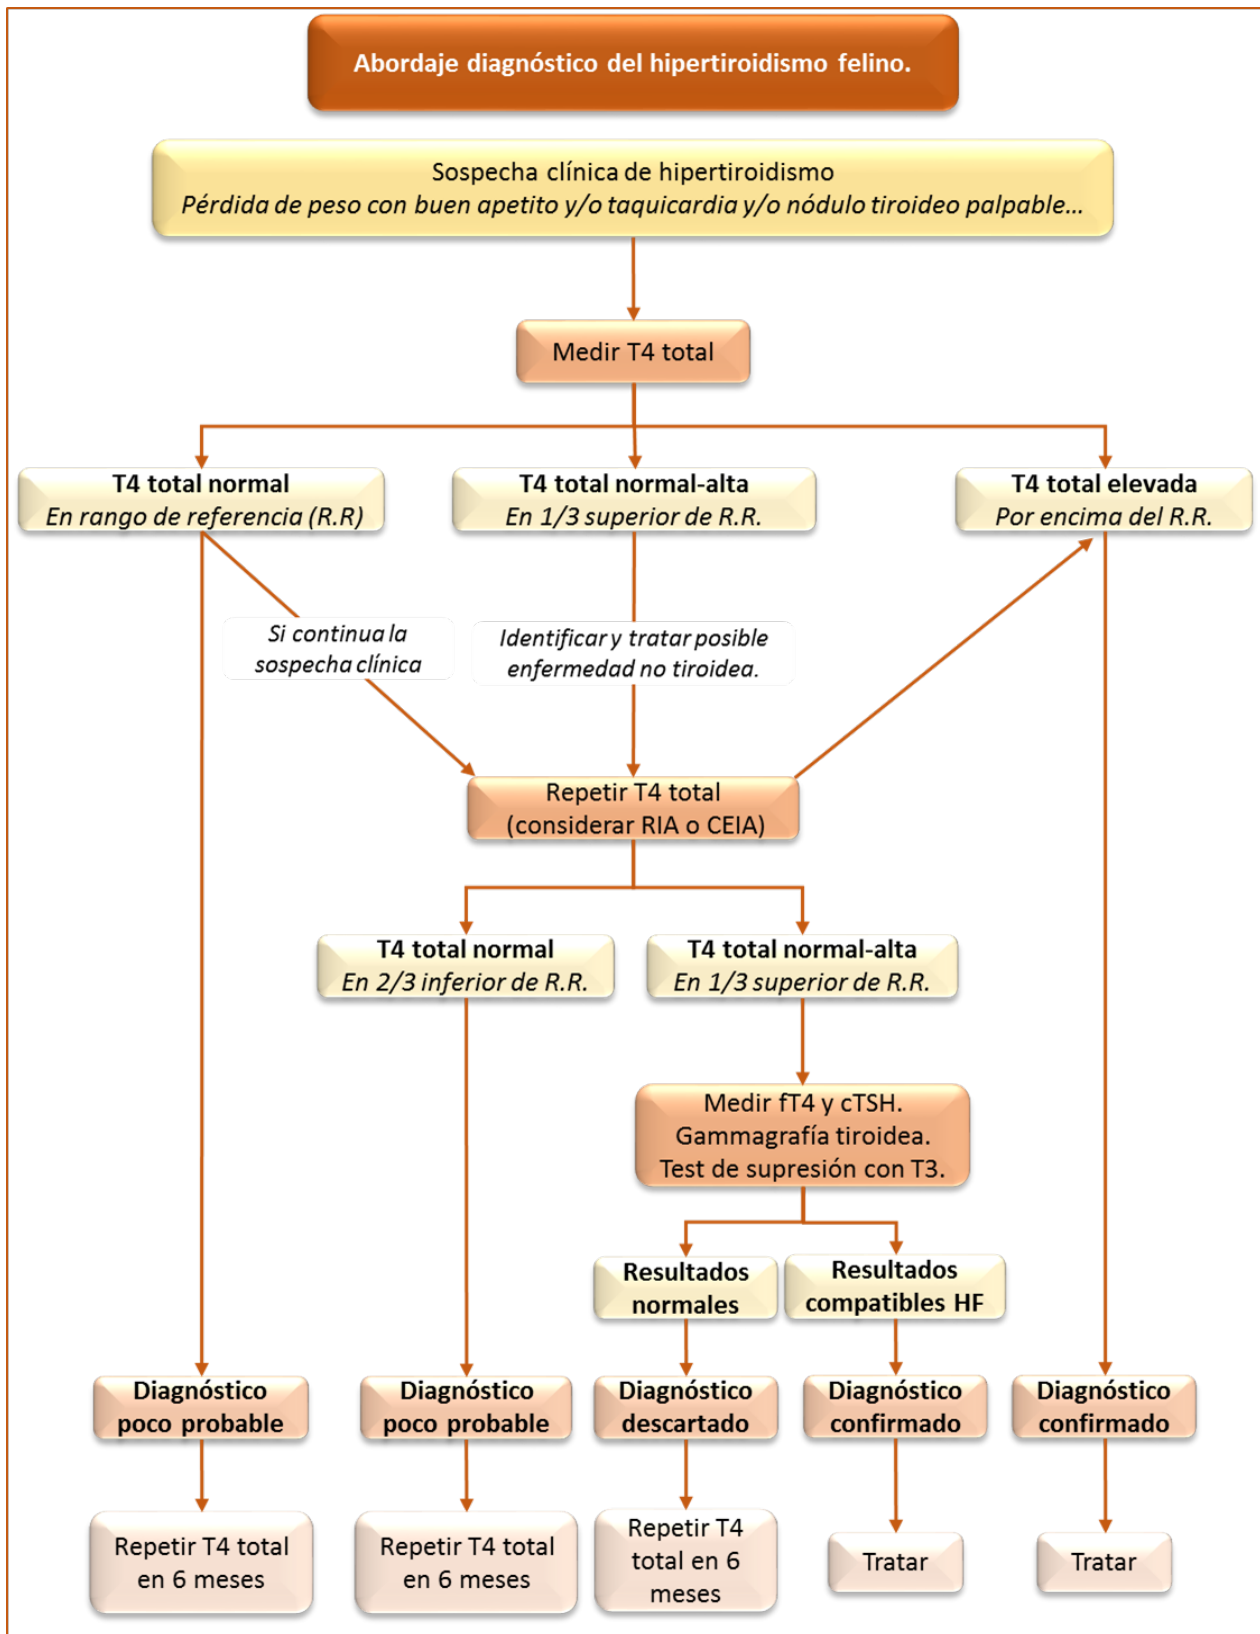 Abordaje diagnóstico del hipertiroidismo felino.
Sospecha clínica de hipertiroidismo
Pérdida de peso con buen apetito y/o taquicardia y/o nódulo tiroideo palpable...
Medir T4 total
T4 total normal
En rango de referencia (R.R)
T4 total normal-alta
En 1/3 superior de R.R.
T4 total elevada
Por encima del R.R.
Si continua la
sospecha clínica
Identificar y tratar posible
enfermedad no tiroidea.
Repetir T4 total
(considerar RIA o CEIA)
T4 total normal
En 2/3 inferior de R.R.
T4 total normal-alta
En 1/3 superior de R.R.
Medir fT4 y cTSH.
Gammagrafía tiroidea.
Test de supresión con T3.
Resultados
normales
Resultados
compatibles HF
Diagnóstico
poco probable
Diagnóstico
poco probable
Diagnóstico
descartado
Diagnóstico
confirmado
Diagnóstico
confirmado
Repetir T4 total
en 6 meses
Repetir T4 total
en 6 meses
Repetir T4
total en 6
meses
Tratar
Tratar